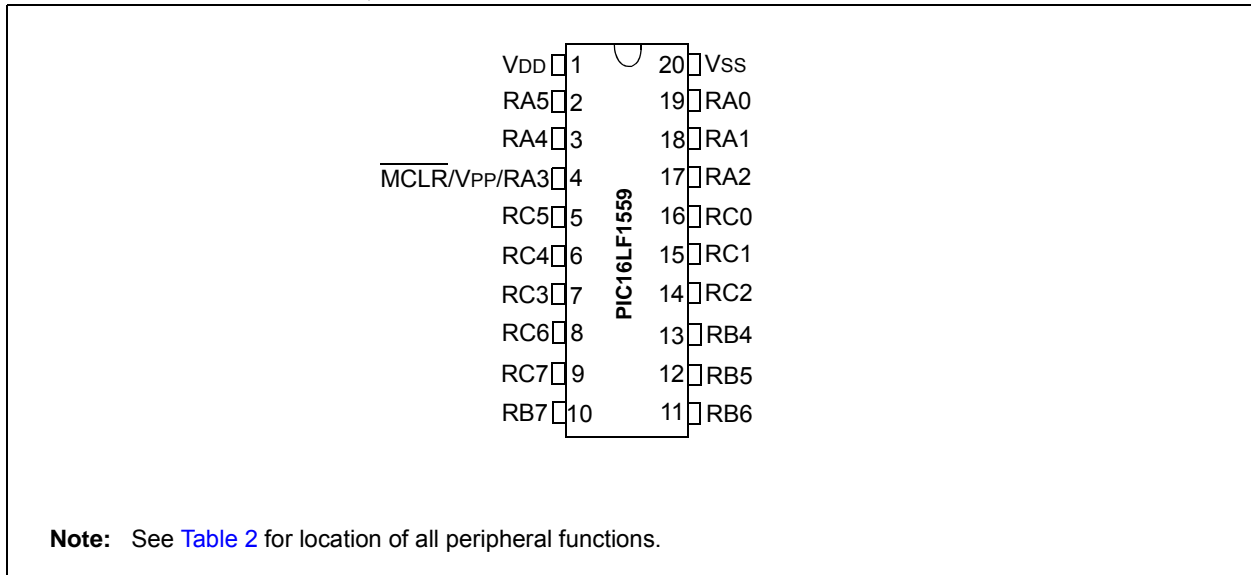 VDD 1 20 VSS
RA5 2 19 RA0
RA4 3 18 RA1
MCLR/VPP/RA3 4 17 RA2
RC5 5 16 RC0
RC4 6 15 RC1
RC3 7 14 RC2
RC6 8 13 RB4
RC7 9 12 RB5
RB7 10 11 RB6
PIC16LF1559
Note: See Table 2 for location of all peripheral functions.